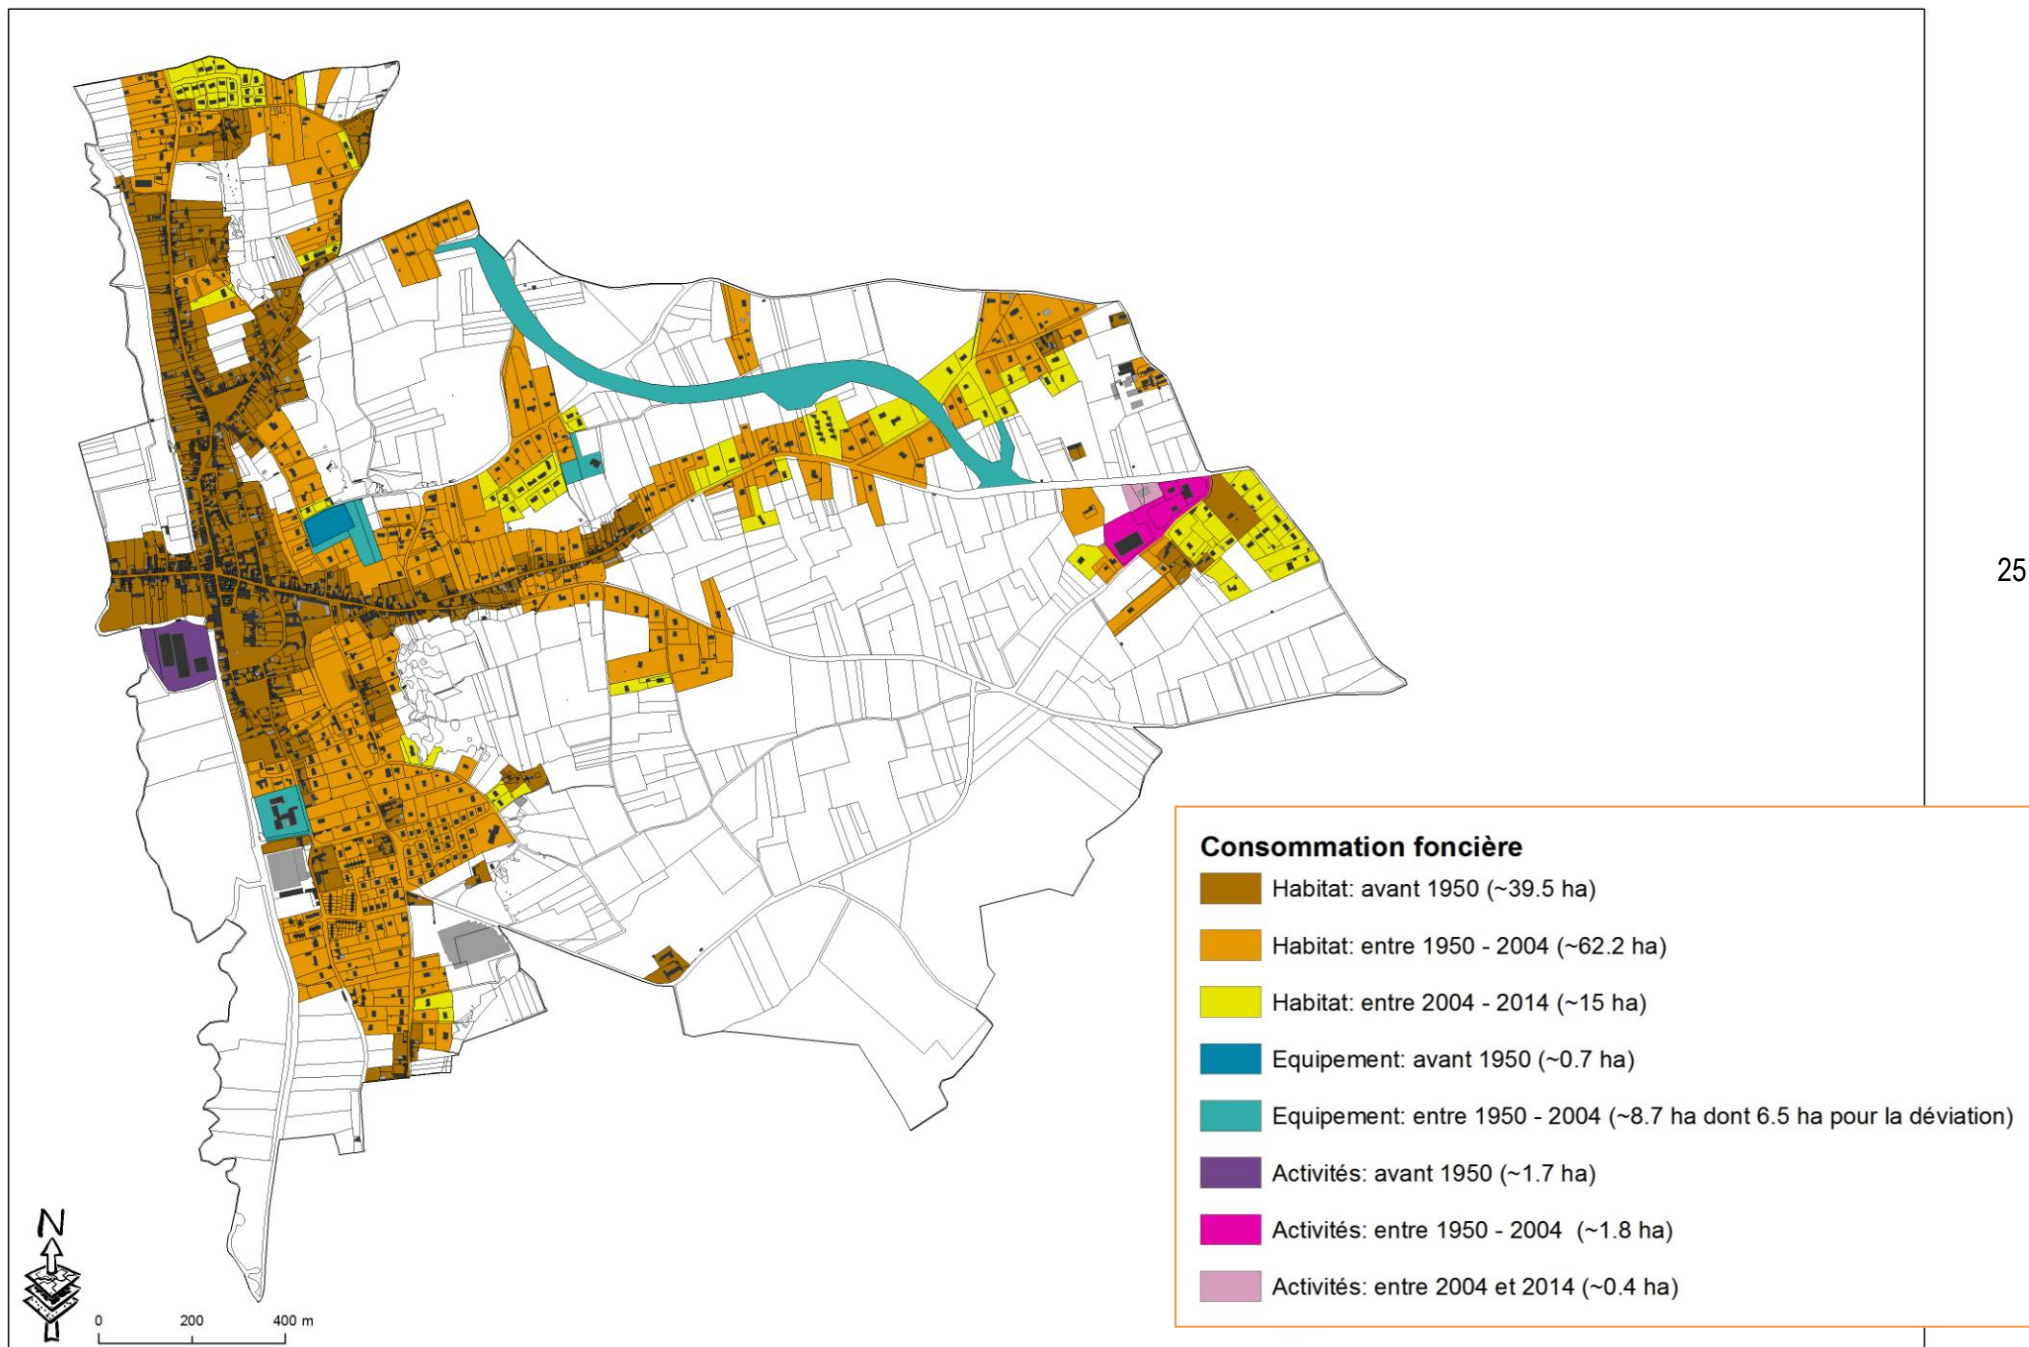 25
Consommation foncière
Habitat: avant 1950 (~39.5 ha)
Habitat: entre 1950 - 2004 (~62.2 ha)
Habitat: entre 2004 - 2014 (~15 ha)
Equipement: avant 1950 (~0.7 ha)
Equipement: entre 1950 - 2004 (~8.7 ha dont 6.5 ha pour la déviation)
Activités: avant 1950 (~1.7 ha)
Activités: entre 1950 - 2004 (~1.8 ha)
Activités: entre 2004 et 2014 (~0.4 ha)
N
0 200 400 m